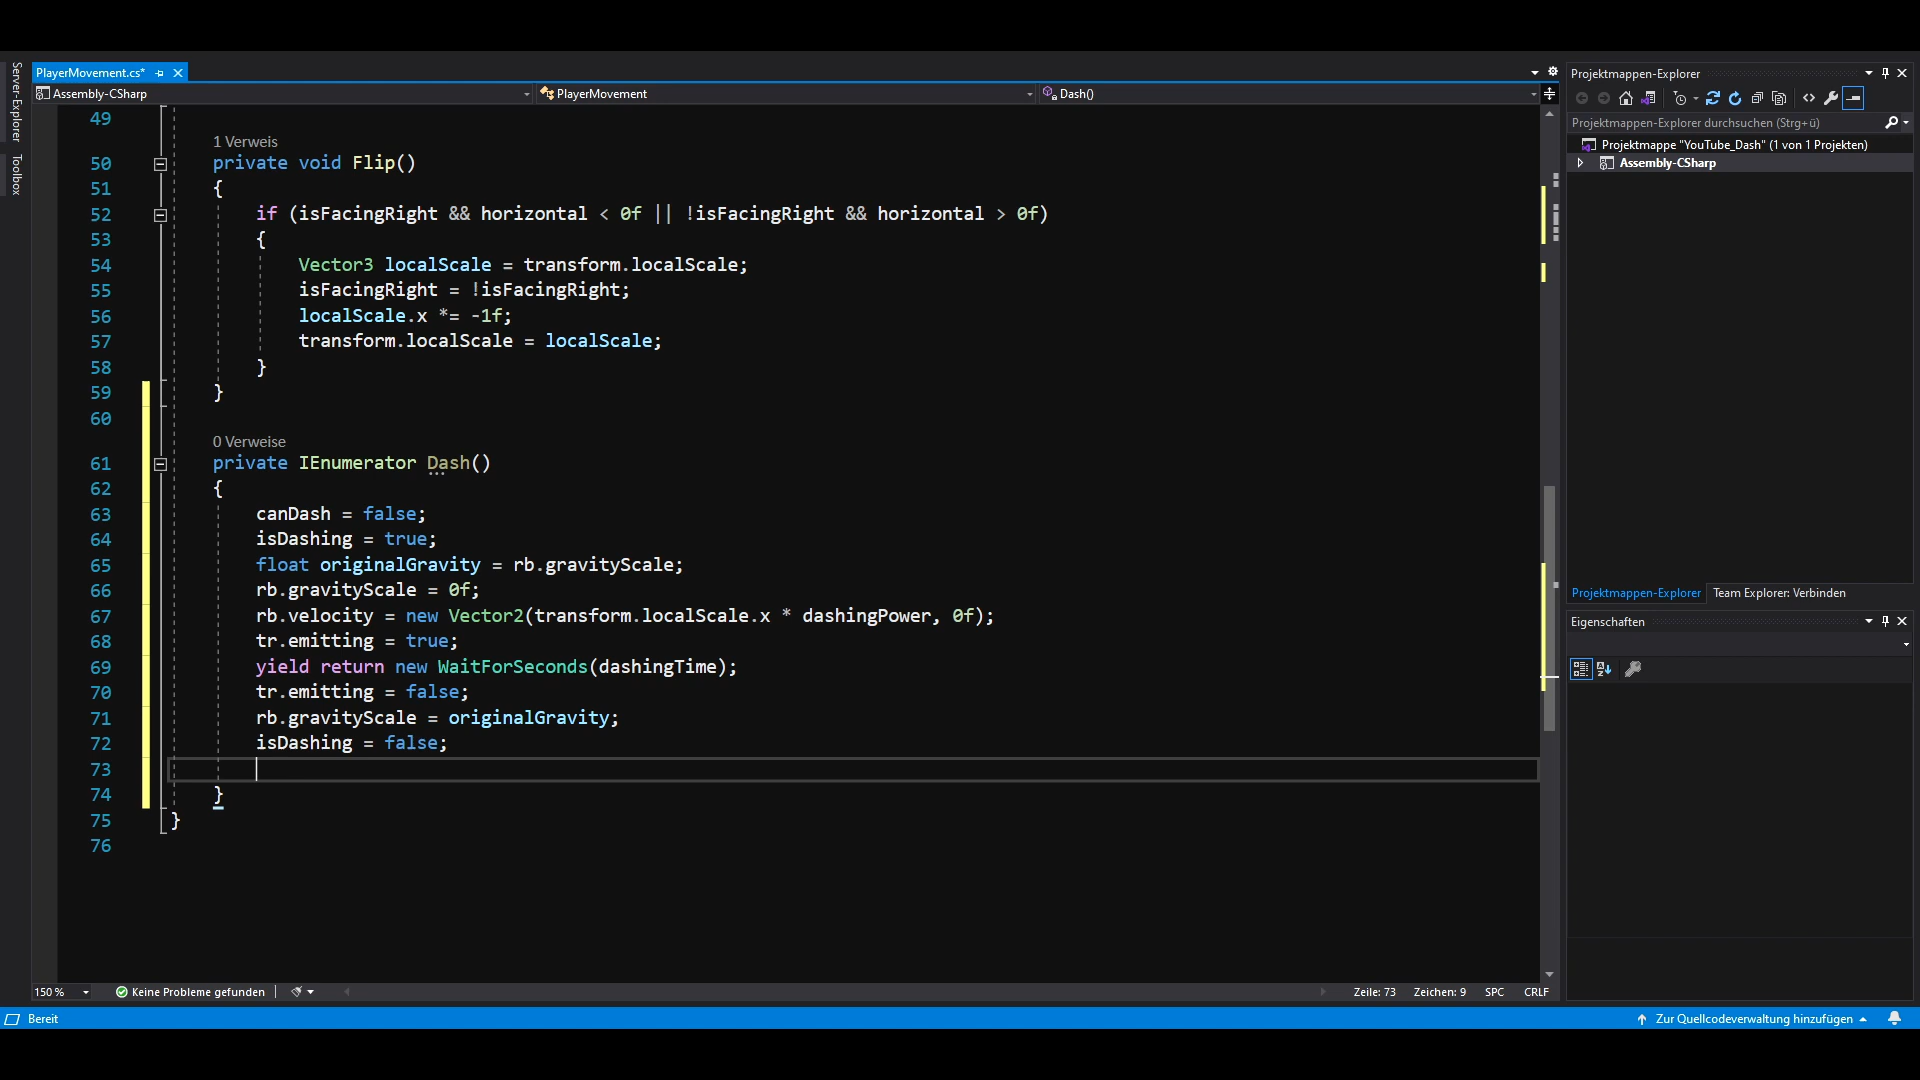 Server-Explorer
Toolbox
PlayerMovement.cs*
Assembly-CSharp
PlayerMovement
Dash()
49
1 Verweis
50 private void Flip()
51 {
52 if (isFacingRight && horizontal < 0f || !isFacingRight && horizontal > 0f)
53 {
54 Vector3 localScale = transform.localScale;
55 isFacingRight = !isFacingRight;
56 localScale.x *= -1f;
57 transform.localScale = localScale;
58 }
59 }
60
0 Verweise
61 private IEnumerator Dash()
62 {
63 canDash = false;
64 isDashing = true;
65 float originalGravity = rb.gravityScale;
66 rb.gravityScale = 0f;
67 rb.velocity = new Vector2(transform.localScale.x * dashingPower, 0f);
68 tr.emitting = true;
69 yield return new WaitForSeconds(dashingTime);
70 tr.emitting = false;
71 rb.gravityScale = originalGravity;
72 isDashing = false;
73
74 }
75 }
76
150 %
Keine Probleme gefunden
Zeile: 73 Zeichen: 9 SPC CRLF
Projektmappen-Explorer
Projektmappen-Explorer durchsuchen (Strg+ü)
Projektmappe "YouTube_Dash" (1 von 1 Projekten)
Assembly-CSharp
Projektmappen-Explorer Team Explorer: Verbinden
Eigenschaften
Bereit
Zur Quellcodeverwaltung hinzufügen